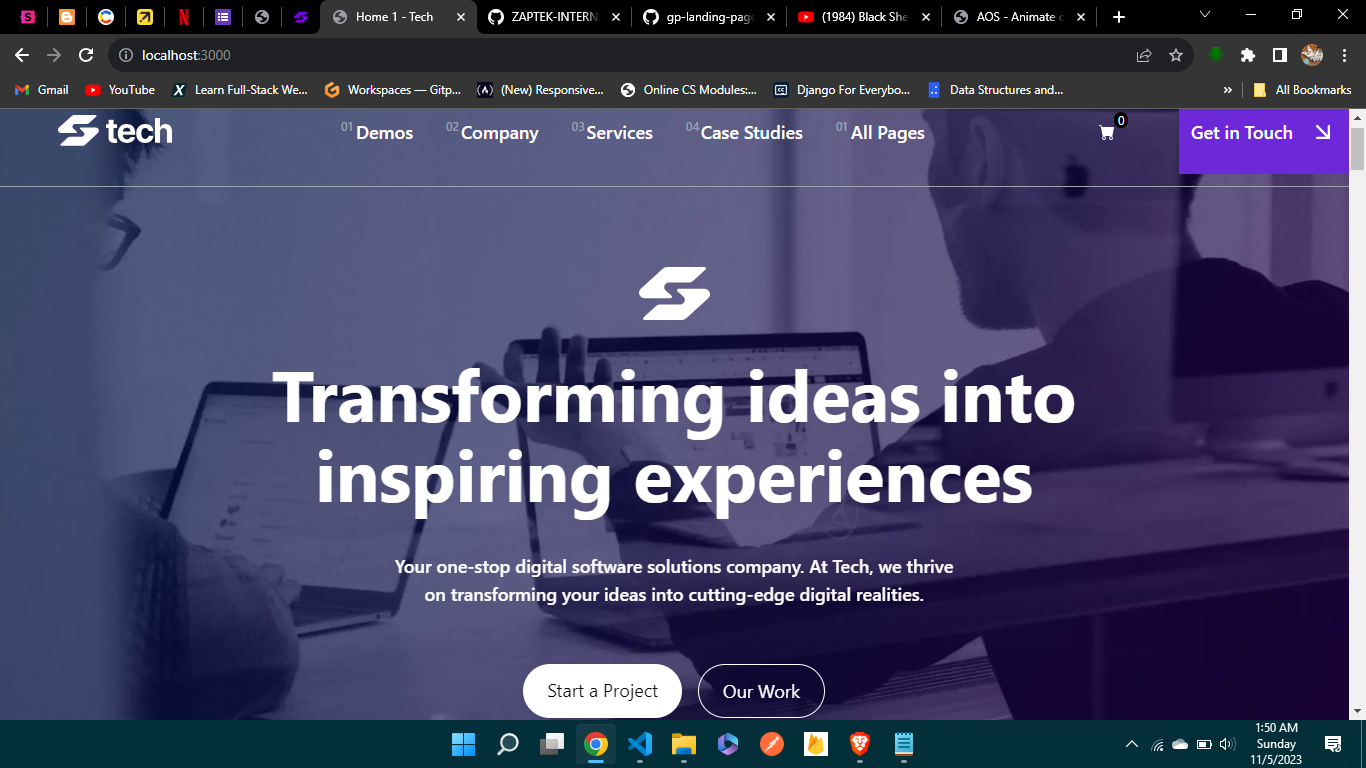 Home 1 - Tech
ZAPTEK-INTERN
gp-landing-page
(1984) Black She
AOS - Animate o
localhost:3000
Gmail
YouTube
Learn Full-Stack We...
Workspaces — Gitp...
(New) Responsive...
Online CS Modules:...
Django For Everybo...
Data Structures and...
»
All Bookmarks
tech
01 Demos
02 Company
03 Services
04 Case Studies
01 All Pages
0
Get in Touch
Transforming ideas into
inspiring experiences
Your one-stop digital software solutions company. At Tech, we thrive
on transforming your ideas into cutting-edge digital realities.
Start a Project
Our Work
1:50 AM
Sunday
11/5/2023